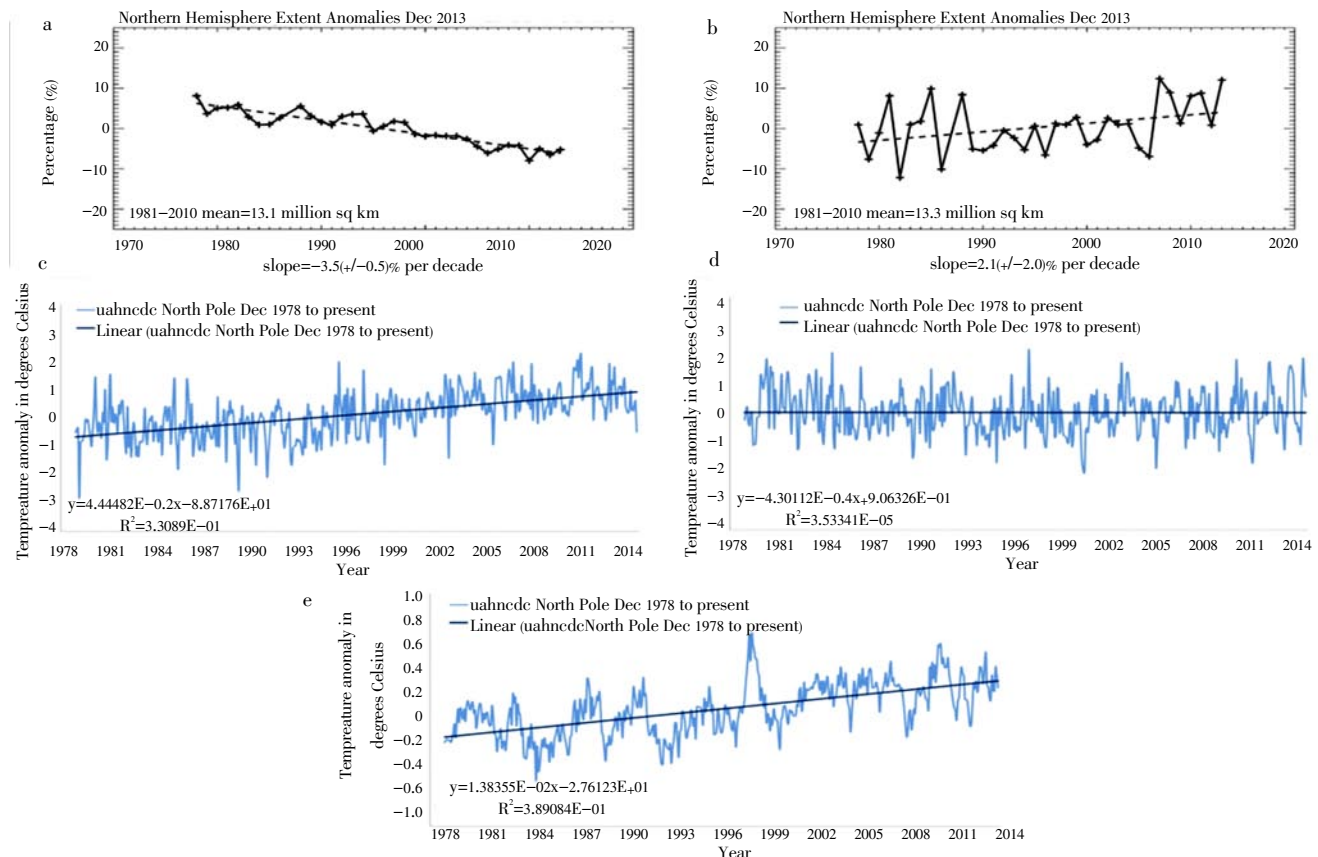 a
Northern Hemisphere Extent Anomalies Dec 2013
Percentage (%)
20
10
0
−10
−20
1981−2010 mean=13.1 million sq km
1970 1980 1990 2000 2010 2020
slope=−3.5(+/−0.5)% per decade
b
Northern Hemisphere Extent Anomalies Dec 2013
Percentage (%)
20
10
0
−10
−20
1981−2010 mean=13.3 million sq km
1970 1980 1990 2000 2010 2020
slope=2.1(+/−2.0)% per decade
c
Tempreature anomaly in degrees Celsius
4
3
2
1
0
−1
−2
−3
−4
uahncdc North Pole Dec 1978 to present
Linear (uahncdc North Pole Dec 1978 to present)
y=4.44482E−0.2x−8.87176E+01
R²=3.3089E−01
1978 1981 1984 1987 1990 1993 1996 1999 2002 2005 2008 2011 2014
Year
d
Tempreature anomaly in degrees Celsius
4
3
2
1
0
−1
−2
−3
−4
uahncdc North Pole Dec 1978 to present
Linear (uahncdc North Pole Dec 1978 to present)
y=−4.30112E−0.4x+9.06326E−01
R²=3.53341E−05
1978 1981 1984 1987 1990 1993 1996 1999 2002 2005 2008 2011 2014
Year
e
Tempreature anomaly in
degrees Celsius
1.0
0.8
0.6
0.4
0.2
0
−0.2
−0.4
−0.6
−0.6
−1.0
uahncdc North Pole Dec 1978 to present
Linear (uahncdcNorth Pole Dec 1978 to present)
y=1.38355E−02x−2.76123E+01
R²=3.89084E−01
1978 1981 1984 1987 1990 1993 1996 1999 2002 2005 2008 2011 2014
Year